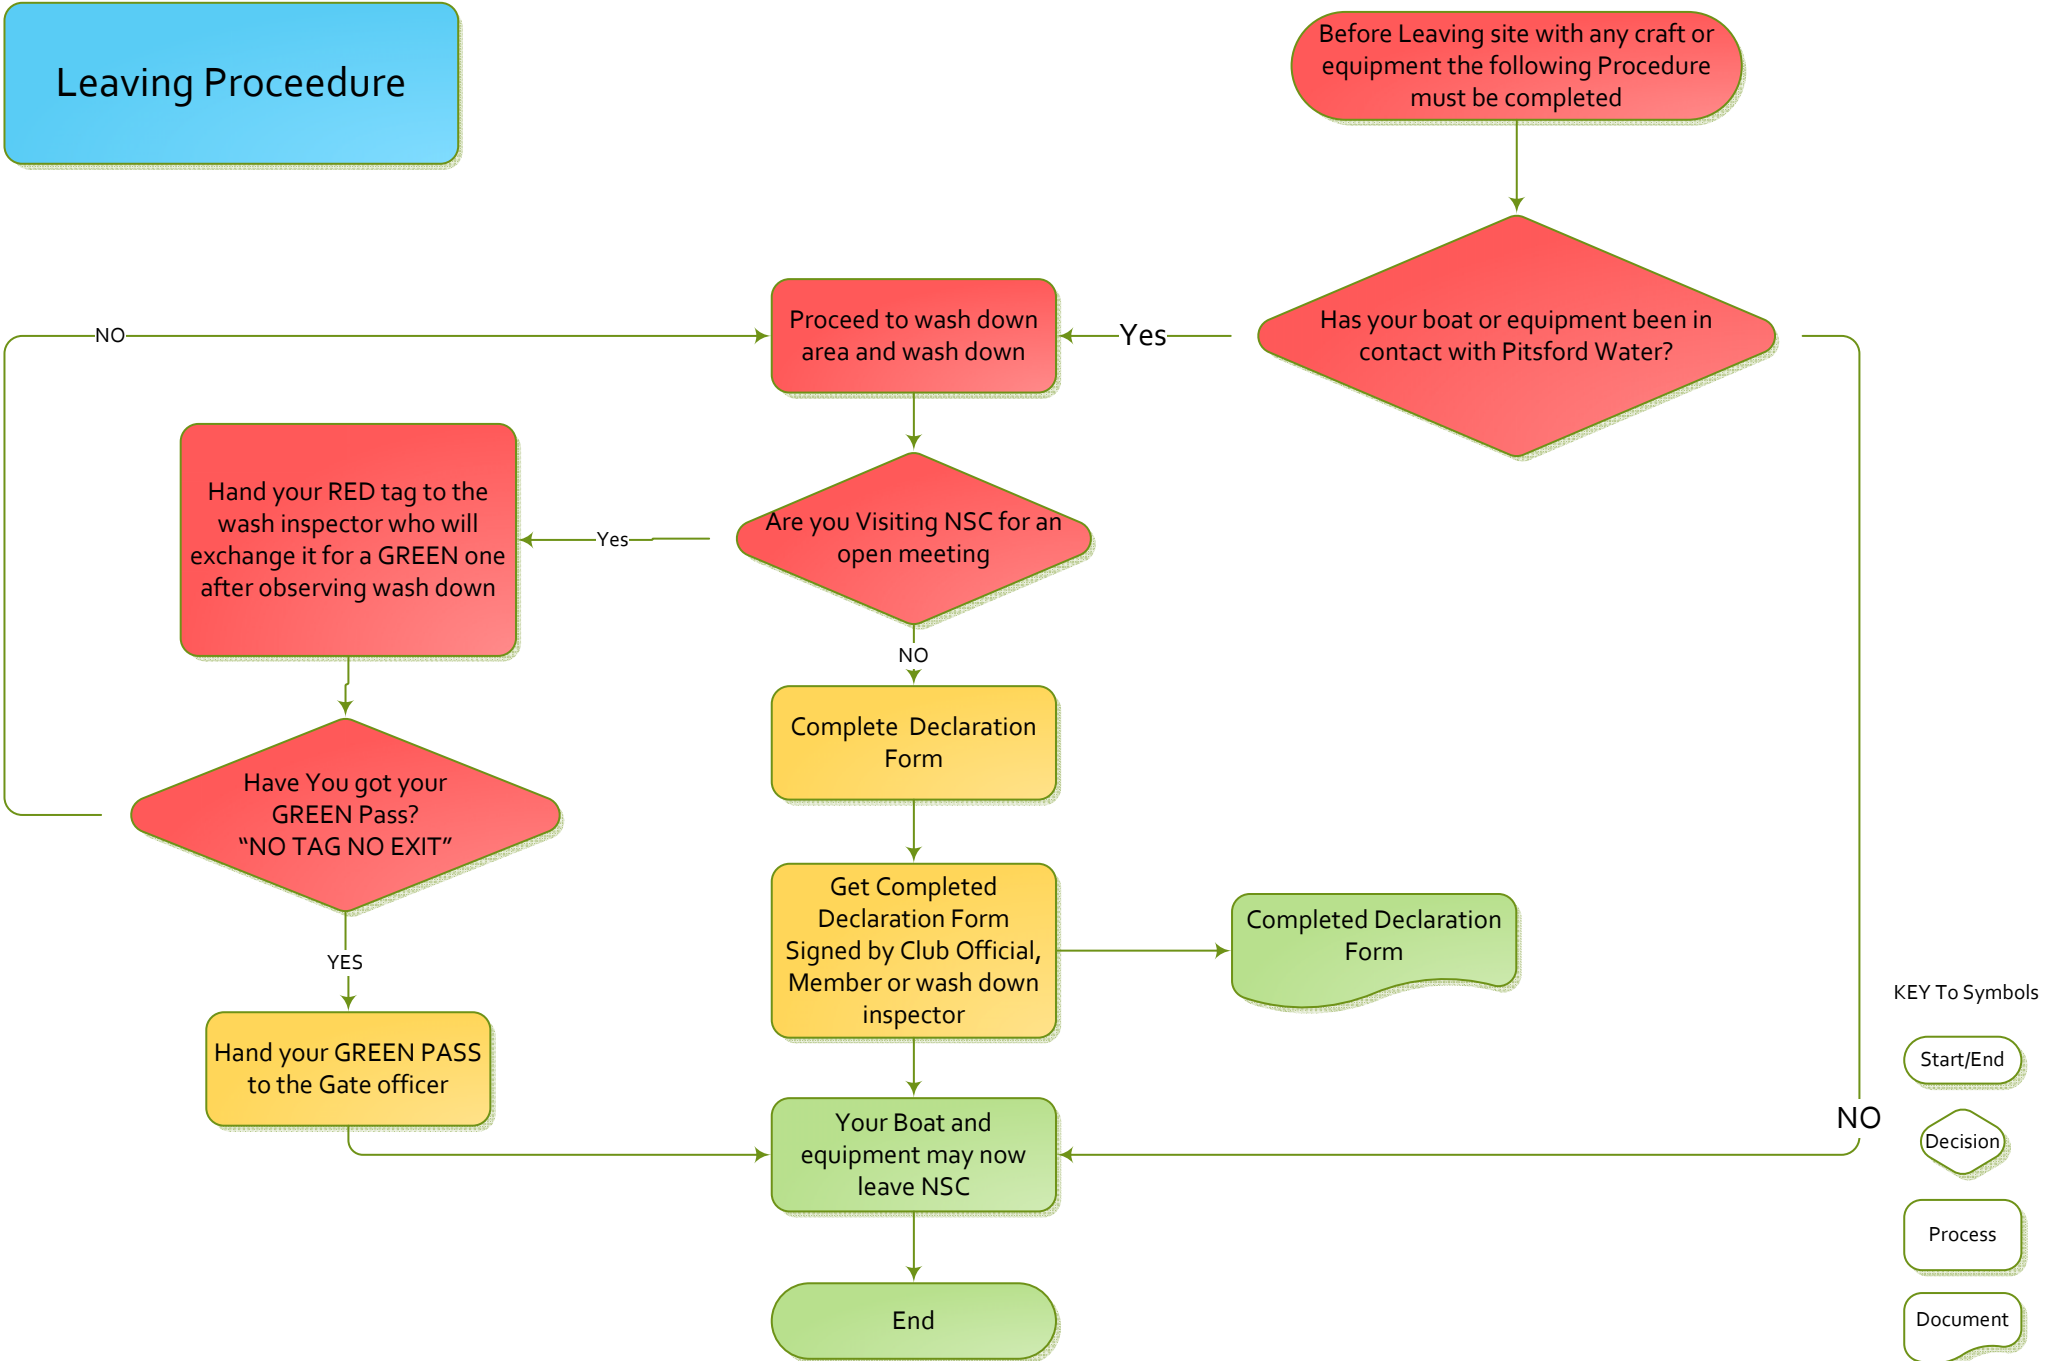 Leaving Proceedure
Before Leaving site with any craft or
equipment the following Procedure
must be completed
Has your boat or equipment been in
contact with Pitsford Water?
Yes
NO
Proceed to wash down
area and wash down
NO
Are you Visiting NSC for an
open meeting
Yes
NO
Hand your RED tag to the
wash inspector who will
exchange it for a GREEN one
after observing wash down
Have You got your
GREEN Pass?
“NO TAG NO EXIT”
YES
Hand your GREEN PASS
to the Gate officer
Complete  Declaration
Form
Get Completed
Declaration Form
Signed by Club Official,
Member or wash down
inspector
Completed Declaration
Form
Your Boat and
equipment may now
leave NSC
End
KEY To Symbols
Start/End
Decision
Process
Document